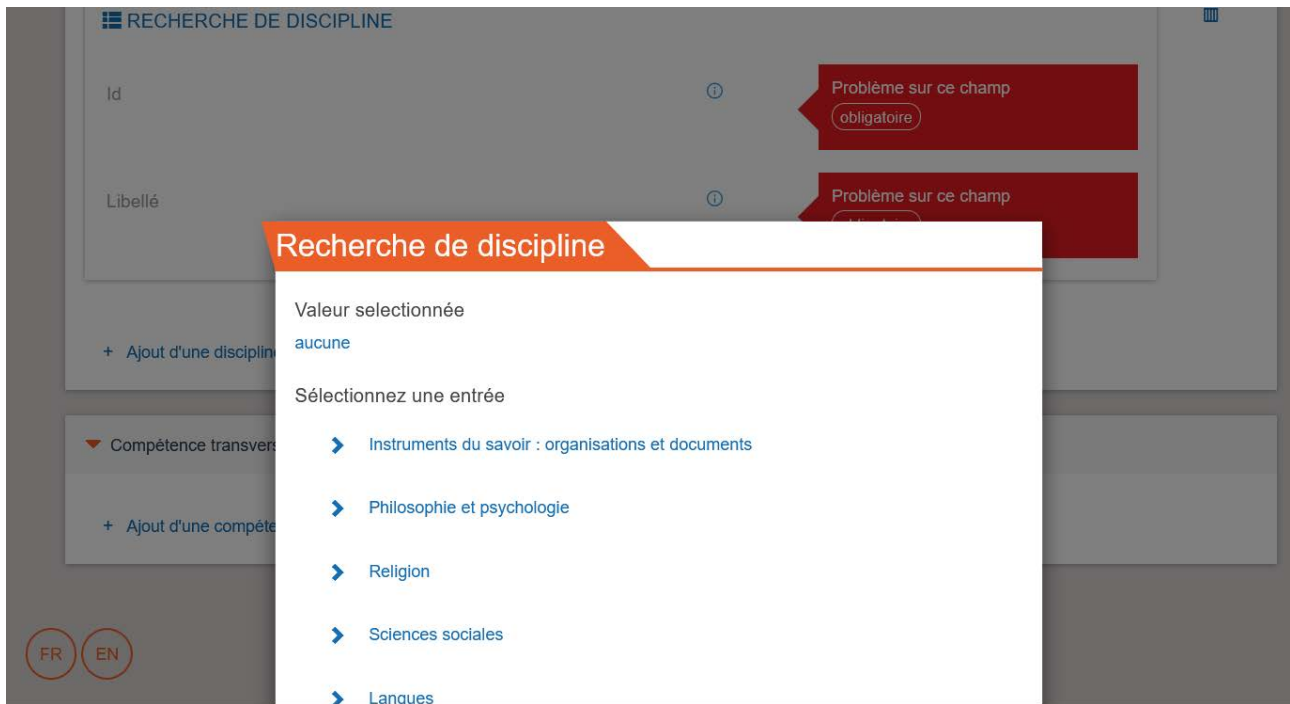 RECHERCHE DE DISCIPLINE
Id
Problème sur ce champ
obligatoire
Libellé
Problème sur ce champ
Recherche de discipline
Valeur selectionnée
aucune
+ Ajout d'une disciplin
Sélectionnez une entrée
Compétence transvers
Instruments du savoir : organisations et documents
Philosophie et psychologie
+ Ajout d'une compéte
Religion
Sciences sociales
FR EN
Langues